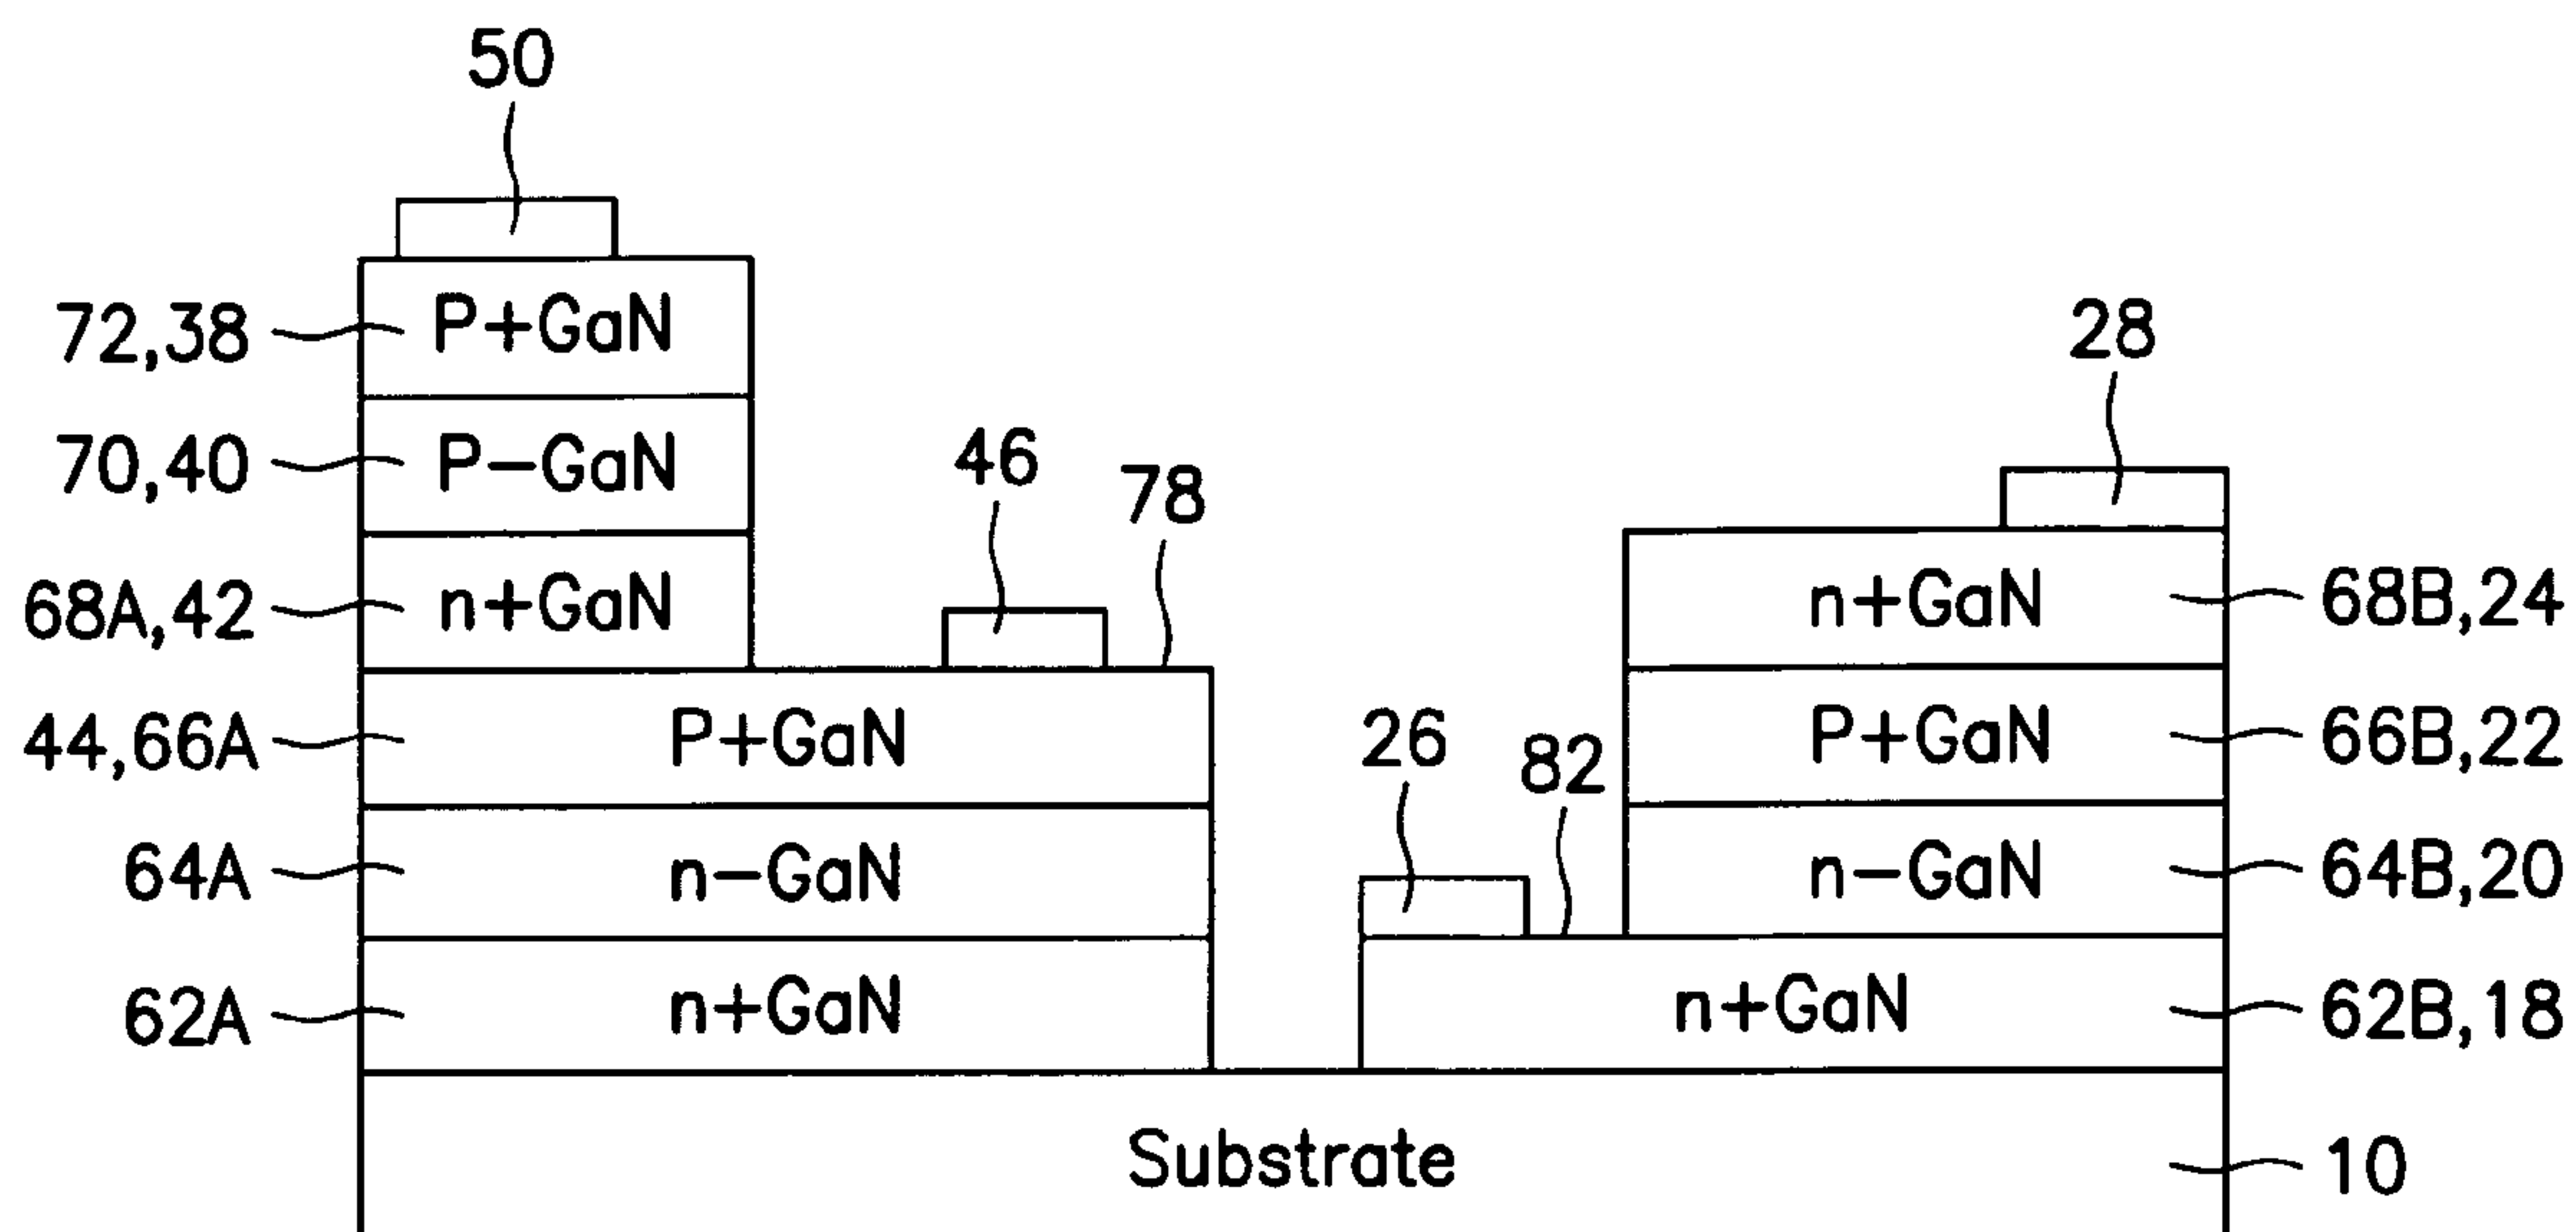 50
72,38
P+GaN
28
70,40
P-GaN
46
78
68A,42
n+GaN
n+GaN
68B,24
44,66A
P+GaN
26
82
P+GaN
66B,22
64A
n-GaN
n-GaN
64B,20
62A
n+GaN
n+GaN
62B,18
Substrate
10